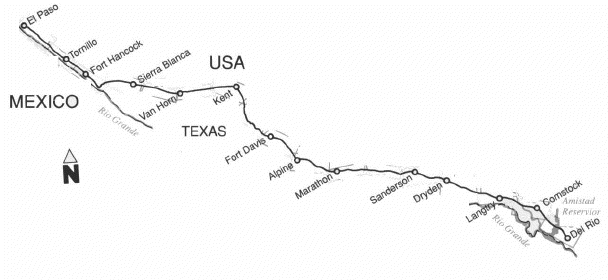 El Paso
Tornillo
Fort Hancock
Sierra Blanca
USA
MEXICO
Van Horn
Kent
Rio Grande
TEXAS
Fort Davis
N
Alpine
Marathon
Sanderson
Dryden
Langtry
Comstock
Amistad
Reservior
Rio Grande
Del Rio